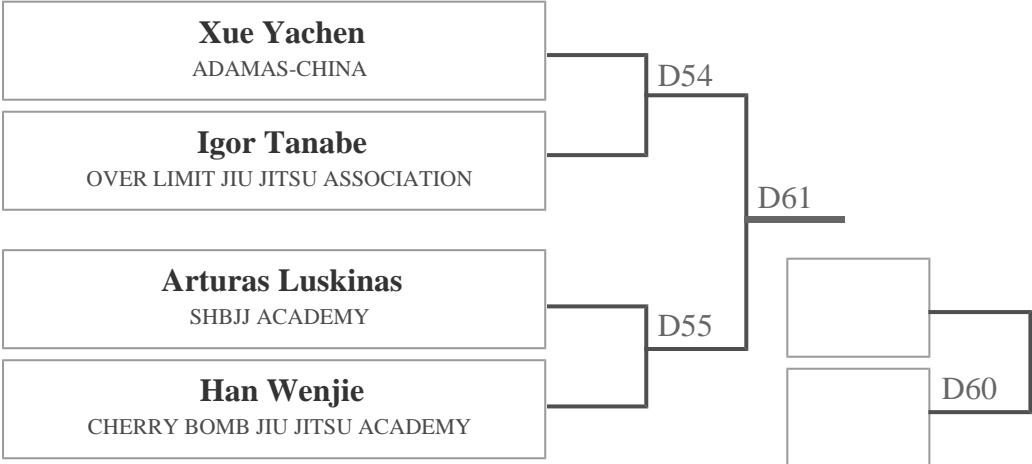 Xue Yachen
ADAMAS-CHINA
D54
Igor Tanabe
OVER LIMIT JIU JITSU ASSOCIATION
D61
Arturas Luskinas
SHBJJ ACADEMY
D55
Han Wenjie
CHERRY BOMB JIU JITSU ACADEMY
D60